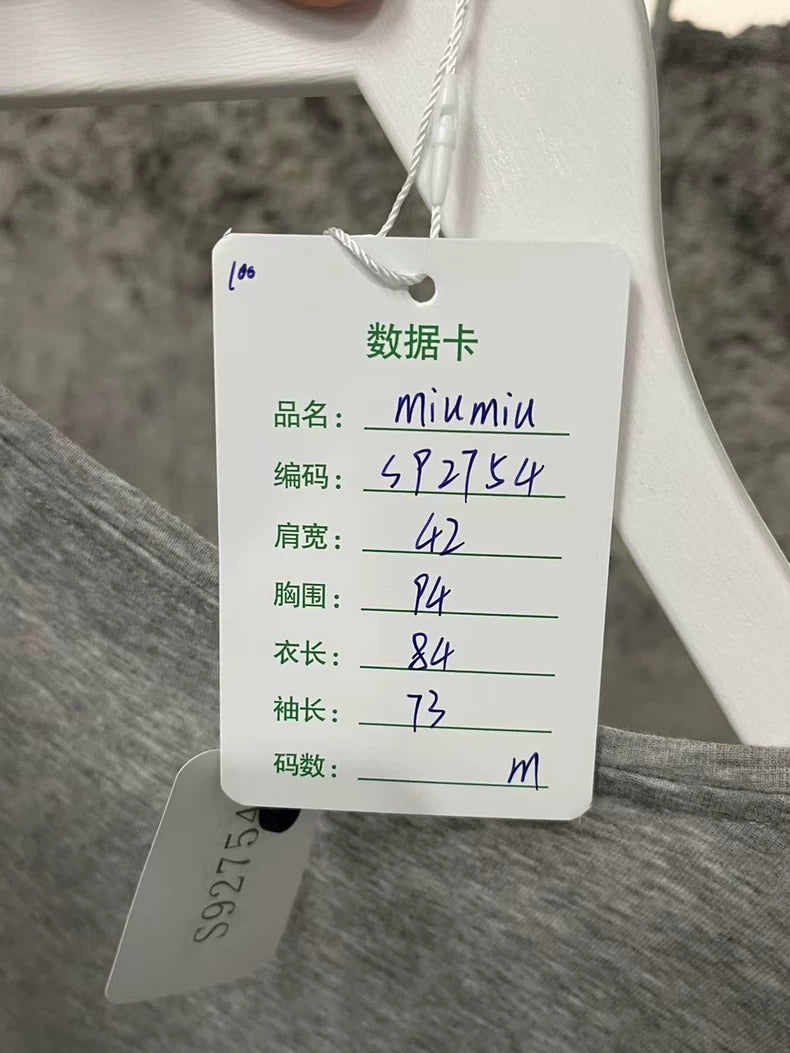 100
数据卡
品名： miumiu
编码： S92754
肩宽： 42
胸围： 94
衣长： 84
袖长： 73
码数： M
S92754